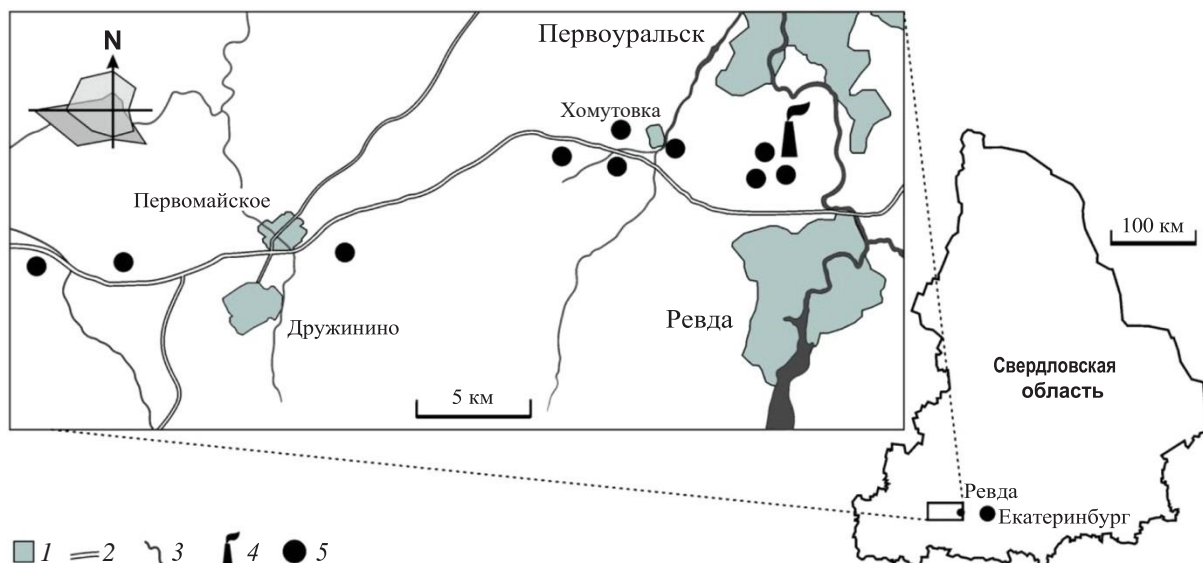 N
Первоуральск
Хомутовка
Первомайское
Дружинино
Ревда
5 км
100 км
Свердловская
область
Ревда
Екатеринбург
1 2 3 4 5